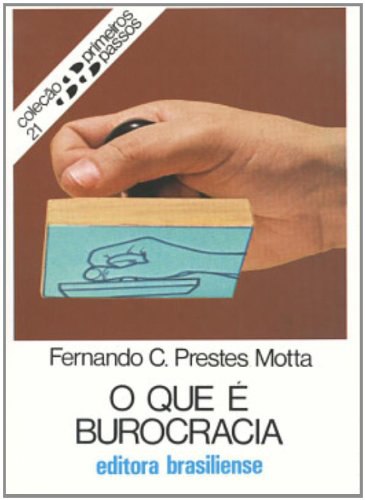 coleção primeiros
21 passos
Fernando C. Prestes Motta
O QUE É
BUROCRACIA
editora brasiliense